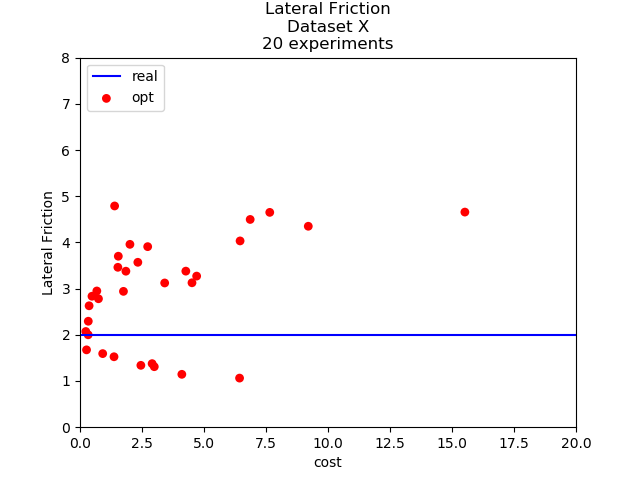 Lateral Friction
Dataset X
20 experiments
real
opt
Lateral Friction
8
7
6
5
4
3
2
1
0
0.0 2.5 5.0 7.5 10.0 12.5 15.0 17.5 20.0
cost